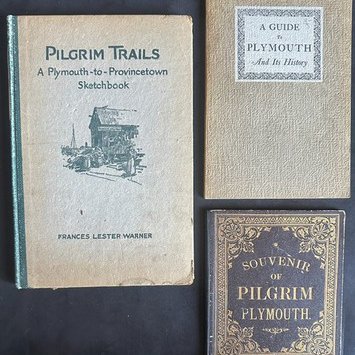 PILGRIM TRAILS
A Plymouth-to-Provincetown
Sketchbook
FRANCES LESTER WARNER
A GUIDE
to
PLYMOUTH
And Its History
SOUVENIR
OF
PILGRIM
PLYMOUTH.